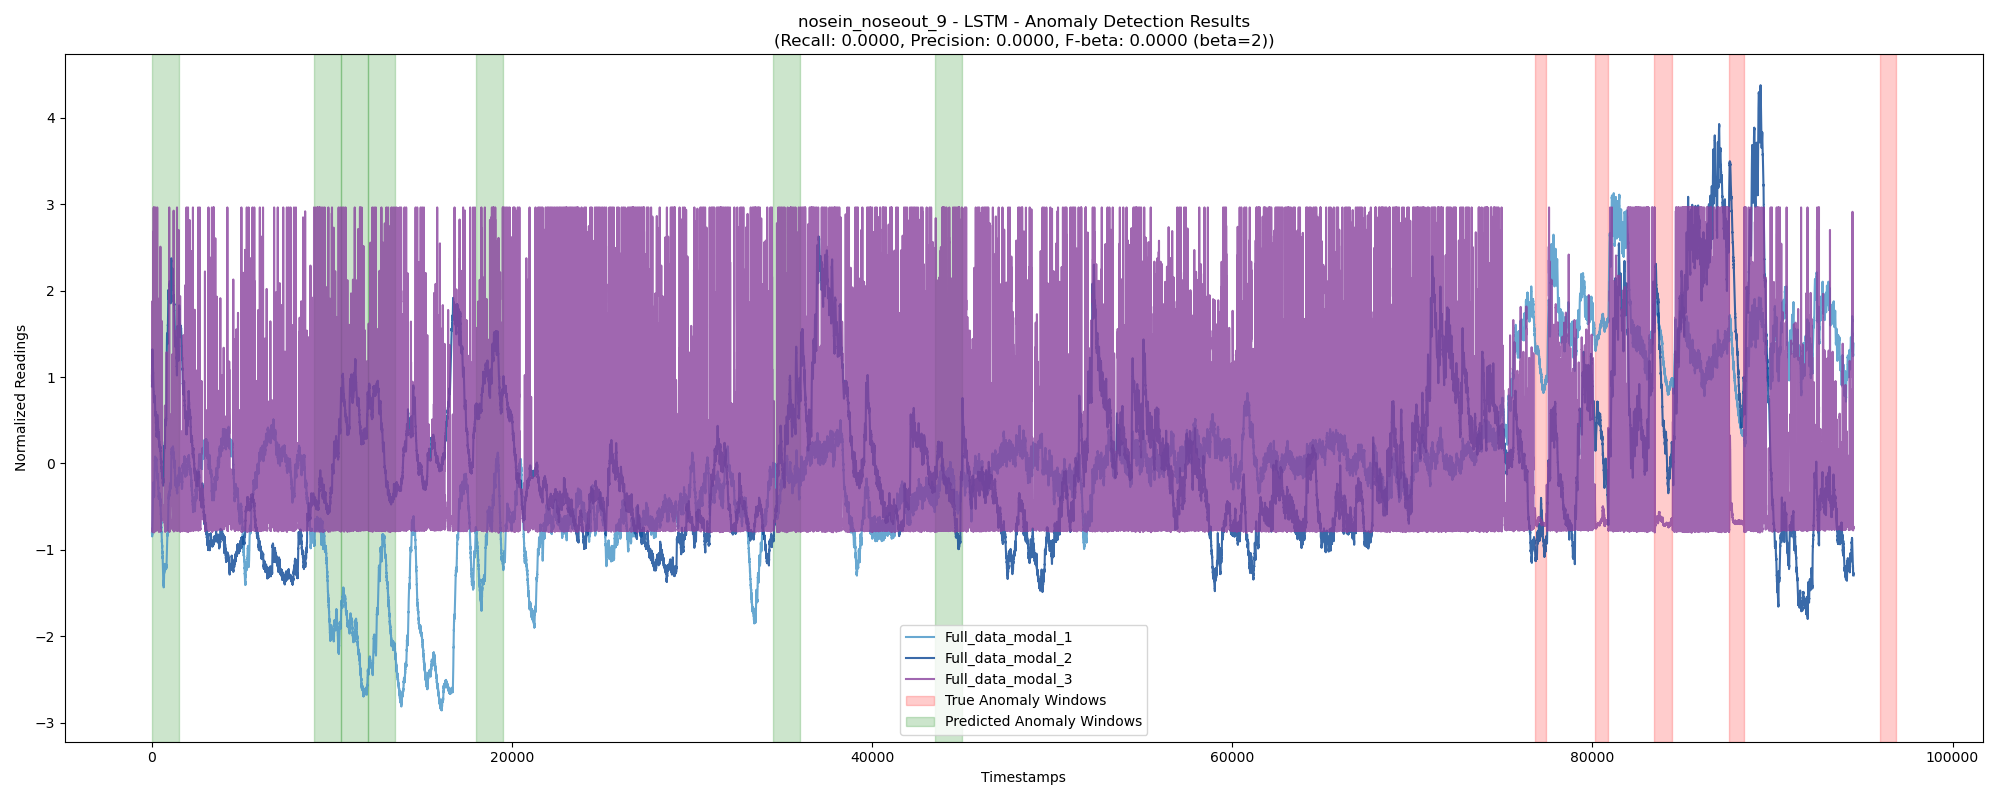 nosein_noseout_9 - LSTM - Anomaly Detection Results
(Recall: 0.0000, Precision: 0.0000, F-beta: 0.0000 (beta=2))
Normalized Readings
4
3
2
1
0
−1
−2
−3
Full_data_modal_1
Full_data_modal_2
Full_data_modal_3
True Anomaly Windows
Predicted Anomaly Windows
0 20000 40000 60000 80000 100000
Timestamps